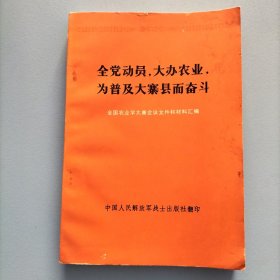 全党动员，大办农业，
为普及大寨县而奋斗
全国农业学大寨会议文件和材料汇编
中国人民解放军战士出版社翻印